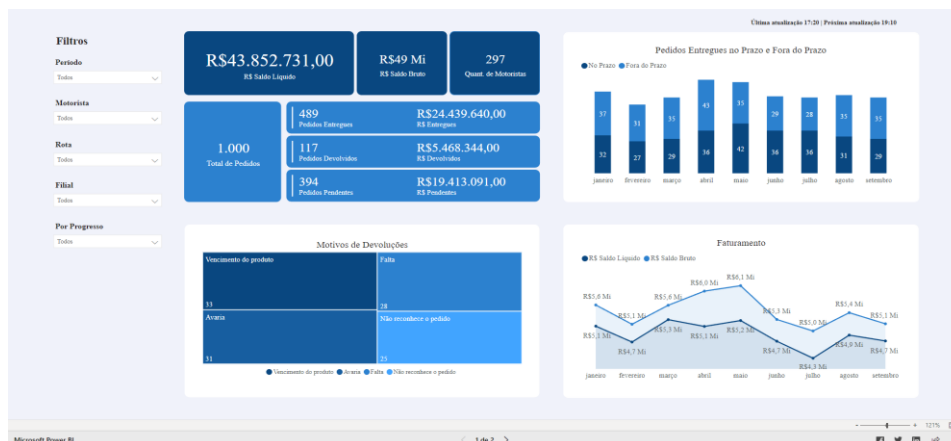 Última atualização 17:20 | Próxima atualização 19:10
Filtros
Período
Todos
Motorista
Todos
Rota
Todos
Filial
Todos
Por Progresso
Todos
R$43.852.731,00
R$ Saldo Líquido
R$49 Mi
R$ Saldo Bruto
297
Quant. de Motoristas
1.000
Total de Pedidos
489
Pedidos Entregues
R$24.439.640,00
R$ Entregues
117
Pedidos Devolvidos
R$5.468.344,00
R$ Devolvidos
394
Pedidos Pendentes
R$19.413.091,00
R$ Pendentes
Pedidos Entregues no Prazo e Fora do Prazo
No Prazo Fora do Prazo
37 31 35 43 35 29 28 35 35
32 27 29 36 42 36 36 31 29
janeiro fevereiro março abril maio junho julho agosto setembro
Motivos de Devoluções
Vencimento do produto
33
Falta
28
Avaria
31
Não reconhece o pedido
25
Vencimento do produto Avaria Falta Não reconhece o pedido
Faturamento
R$ Saldo Líquido R$ Saldo Bruto
R$5,6 Mi R$5,1 Mi R$5,6 Mi R$6,0 Mi R$6,1 Mi R$5,3 Mi R$5,0 Mi R$5,4 Mi R$5,1 Mi
R$5,1 Mi R$4,7 Mi R$5,3 Mi R$5,1 Mi R$5,2 Mi R$4,7 Mi R$4,3 Mi R$4,9 Mi R$4,7 Mi
janeiro fevereiro março abril maio junho julho agosto setembro
- + 127%
Microsoft Power BI
1 de 2